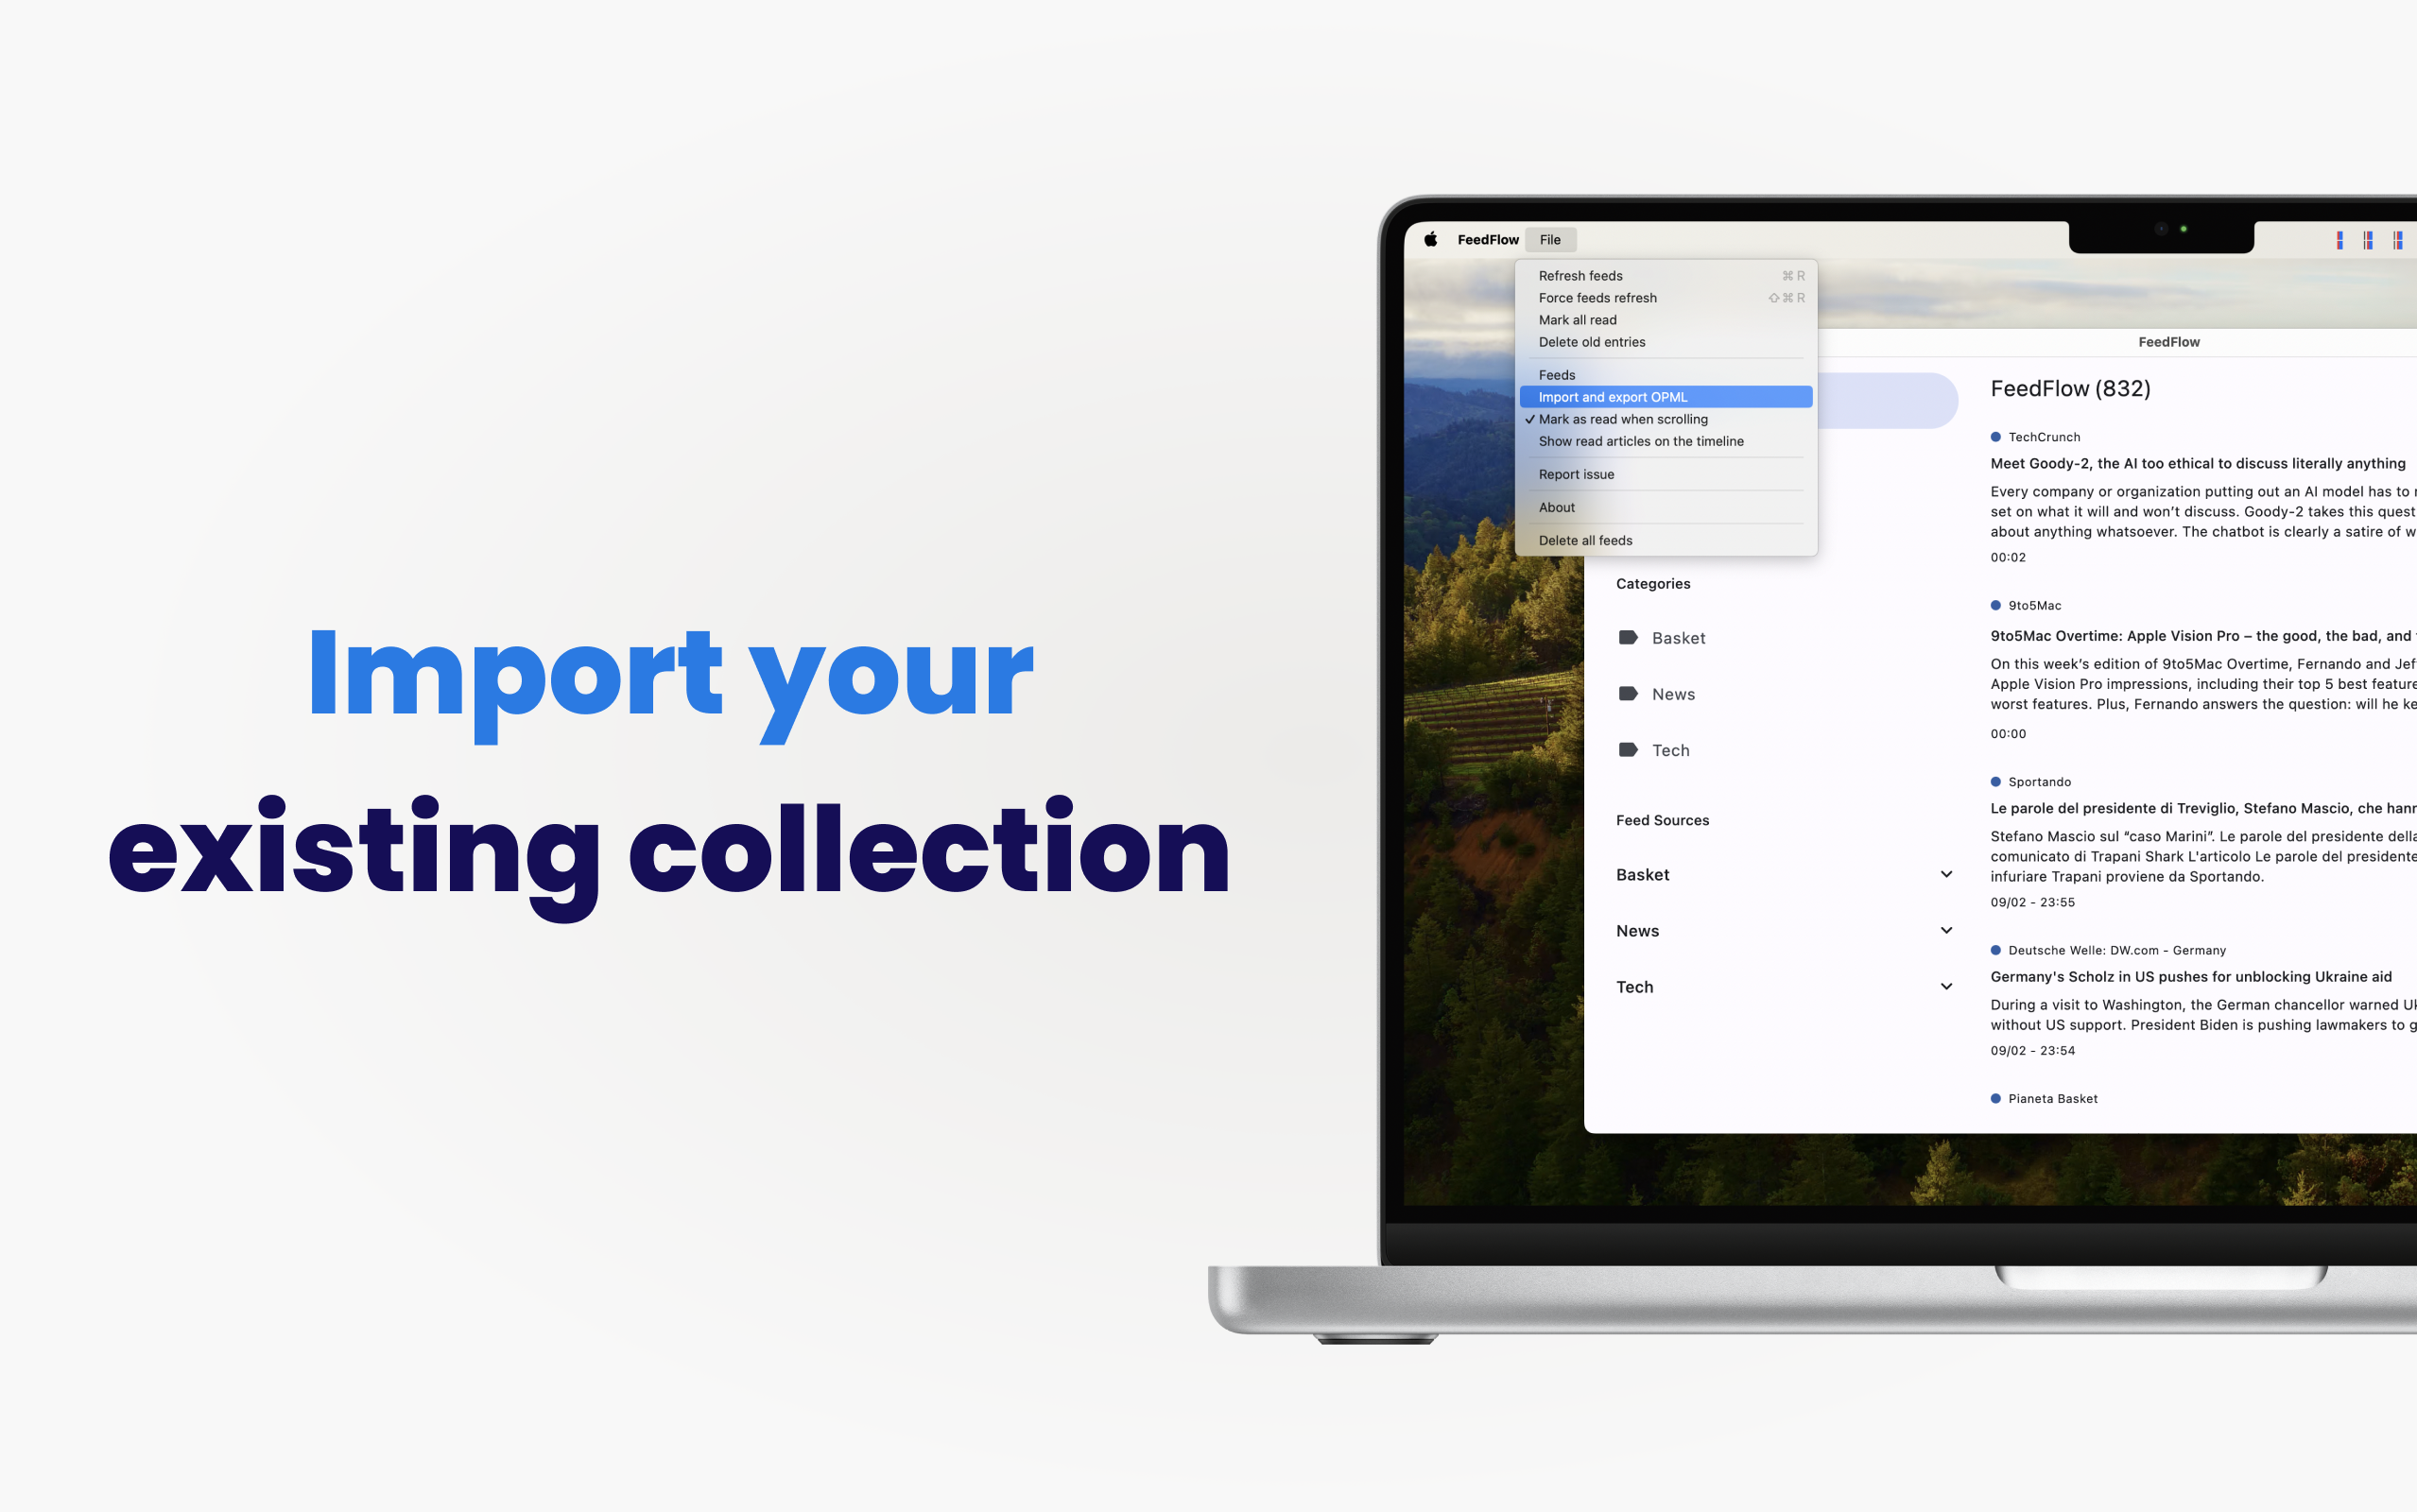 Import your
existing collection
FeedFlow File
Refresh feeds ⌘ R
Force feeds refresh ⇧ ⌘ R
Mark all read
Delete old entries
Feeds
Import and export OPML
✓ Mark as read when scrolling
Show read articles on the timeline
Report issue
About
Delete all feeds
FeedFlow
Categories
Basket
News
Tech
Feed Sources
Basket
News
Tech
FeedFlow (832)
TechCrunch
Meet Goody-2, the AI too ethical to discuss literally anything
Every company or organization putting out an AI model has to
set on what it will and won’t discuss. Goody-2 takes this quest
about anything whatsoever. The chatbot is clearly a satire of w
00:02
9to5Mac
9to5Mac Overtime: Apple Vision Pro – the good, the bad, and
On this week’s edition of 9to5Mac Overtime, Fernando and Jef
Apple Vision Pro impressions, including their top 5 best feature
worst features. Plus, Fernando answers the question: will he ke
00:00
Sportando
Le parole del presidente di Treviglio, Stefano Mascio, che hann
Stefano Mascio sul “caso Marini”. Le parole del presidente della
comunicato di Trapani Shark L'articolo Le parole del presidente
infuriare Trapani proviene da Sportando.
09/02 - 23:55
Deutsche Welle: DW.com - Germany
Germany's Scholz in US pushes for unblocking Ukraine aid
During a visit to Washington, the German chancellor warned Uk
without US support. President Biden is pushing lawmakers to g
09/02 - 23:54
Pianeta Basket